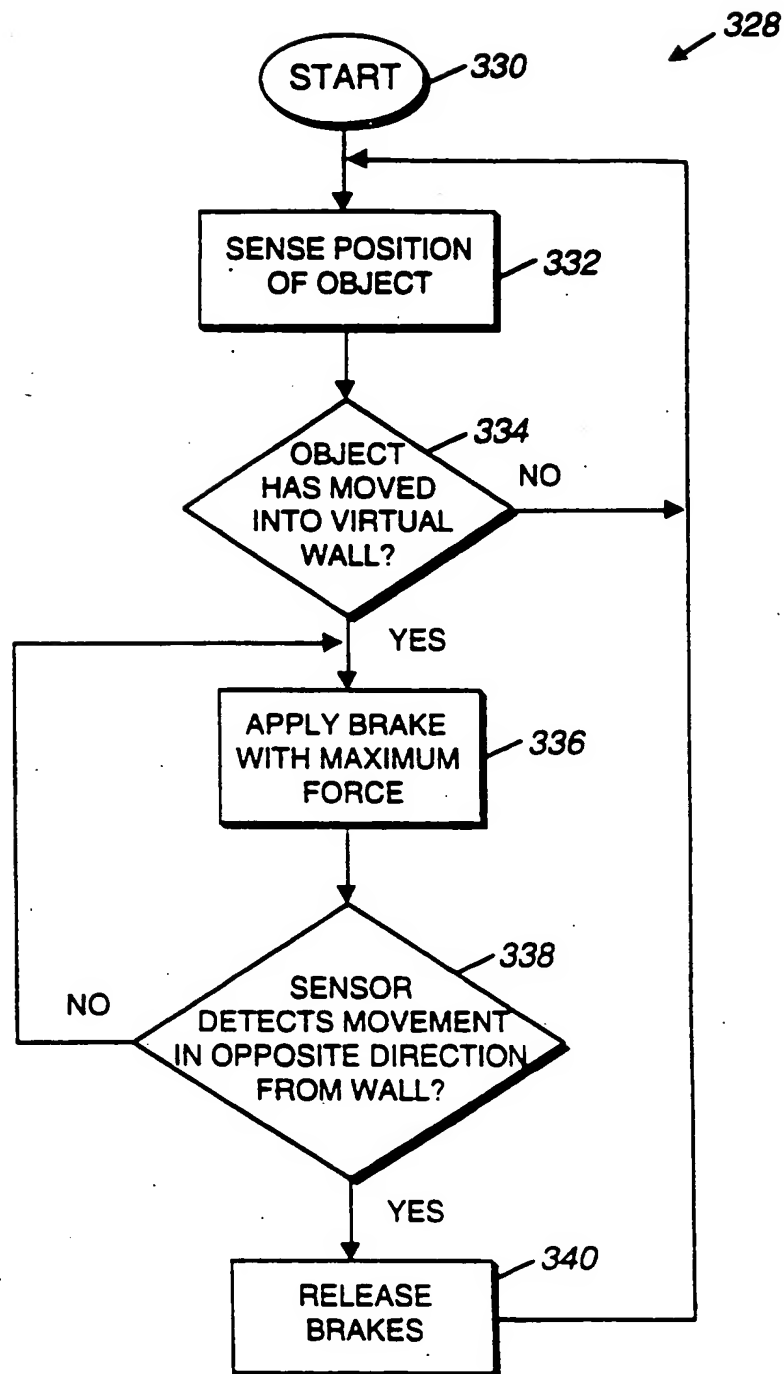 328
START
330
SENSE POSITION
OF OBJECT
332
334
OBJECT
HAS MOVED
INTO VIRTUAL
WALL?
NO
YES
APPLY BRAKE
WITH MAXIMUM
FORCE
336
338
NO
SENSOR
DETECTS MOVEMENT
IN OPPOSITE DIRECTION
FROM WALL?
YES
340
RELEASE
BRAKES